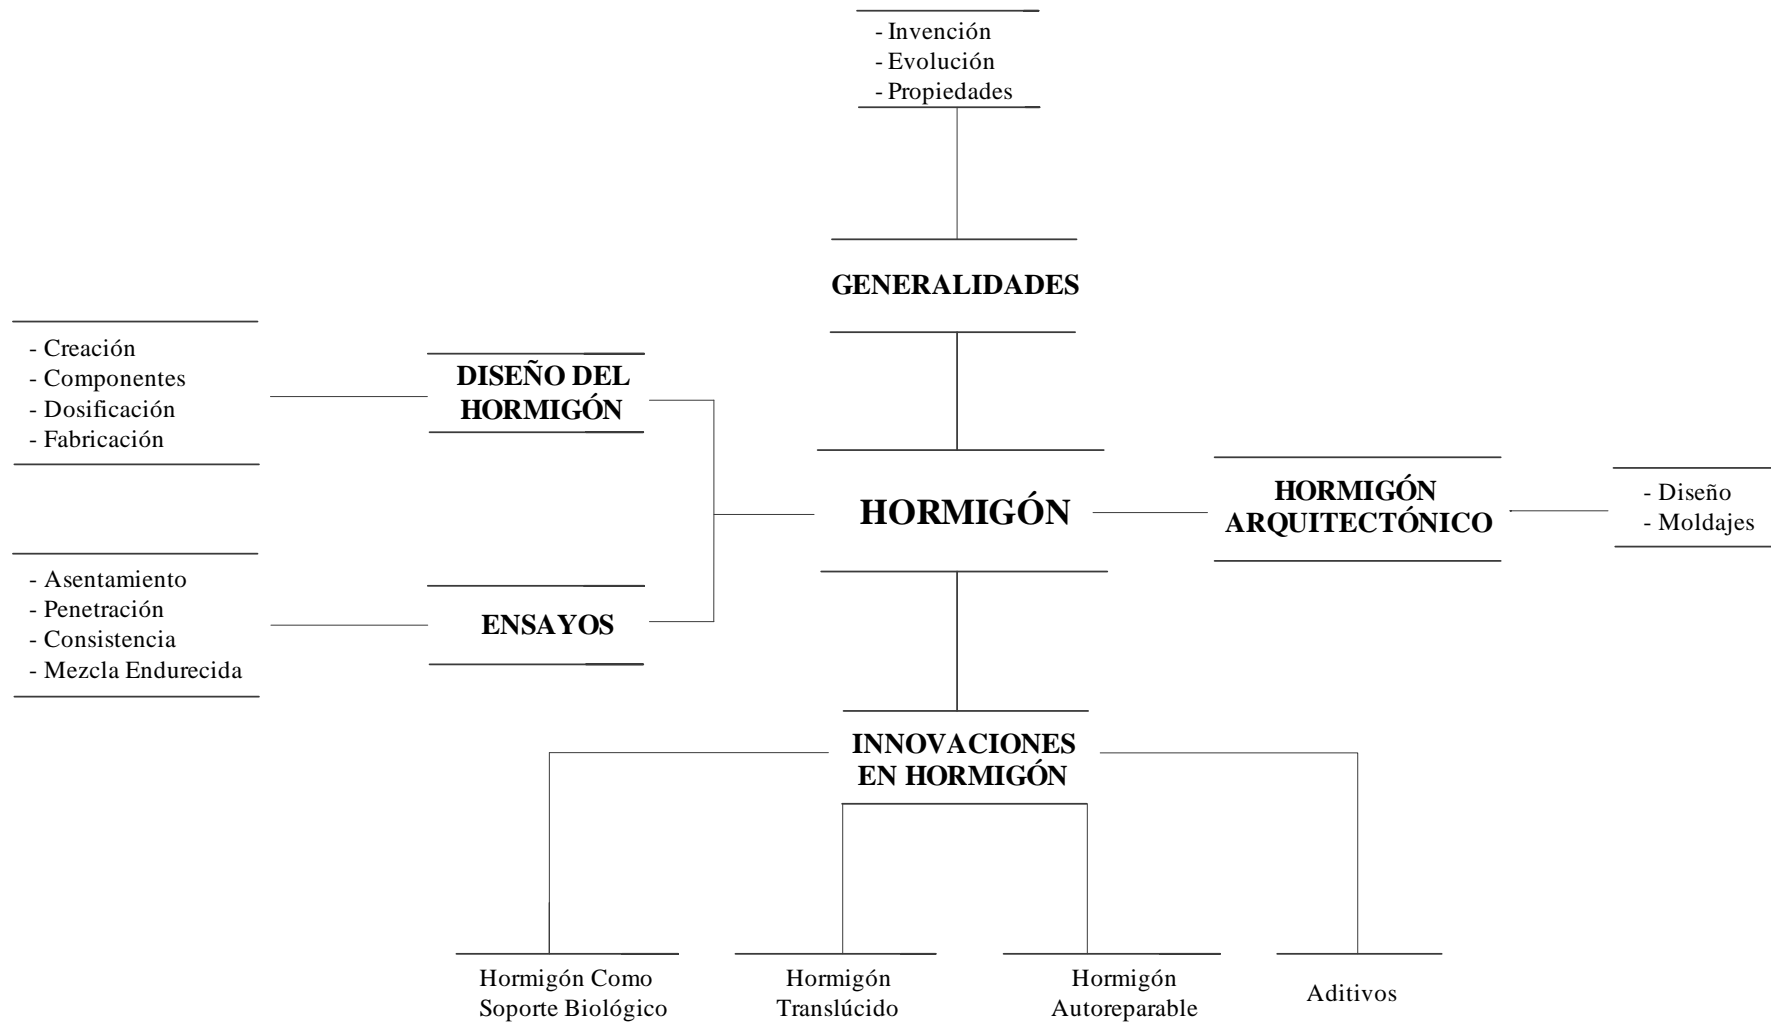 - Invención
- Evolución
- Propiedades
GENERALIDADES
- Creación
- Componentes
- Dosificación
- Fabricación
DISEÑO DEL
HORMIGÓN
HORMIGÓN
HORMIGÓN
ARQUITECTÓNICO
- Diseño
- Moldajes
- Asentamiento
- Penetración
- Consistencia
- Mezcla Endurecida
ENSAYOS
INNOVACIONES
EN HORMIGÓN
Hormigón Como
Soporte Biológico
Hormigón
Translúcido
Hormigón
Autoreparable
Aditivos